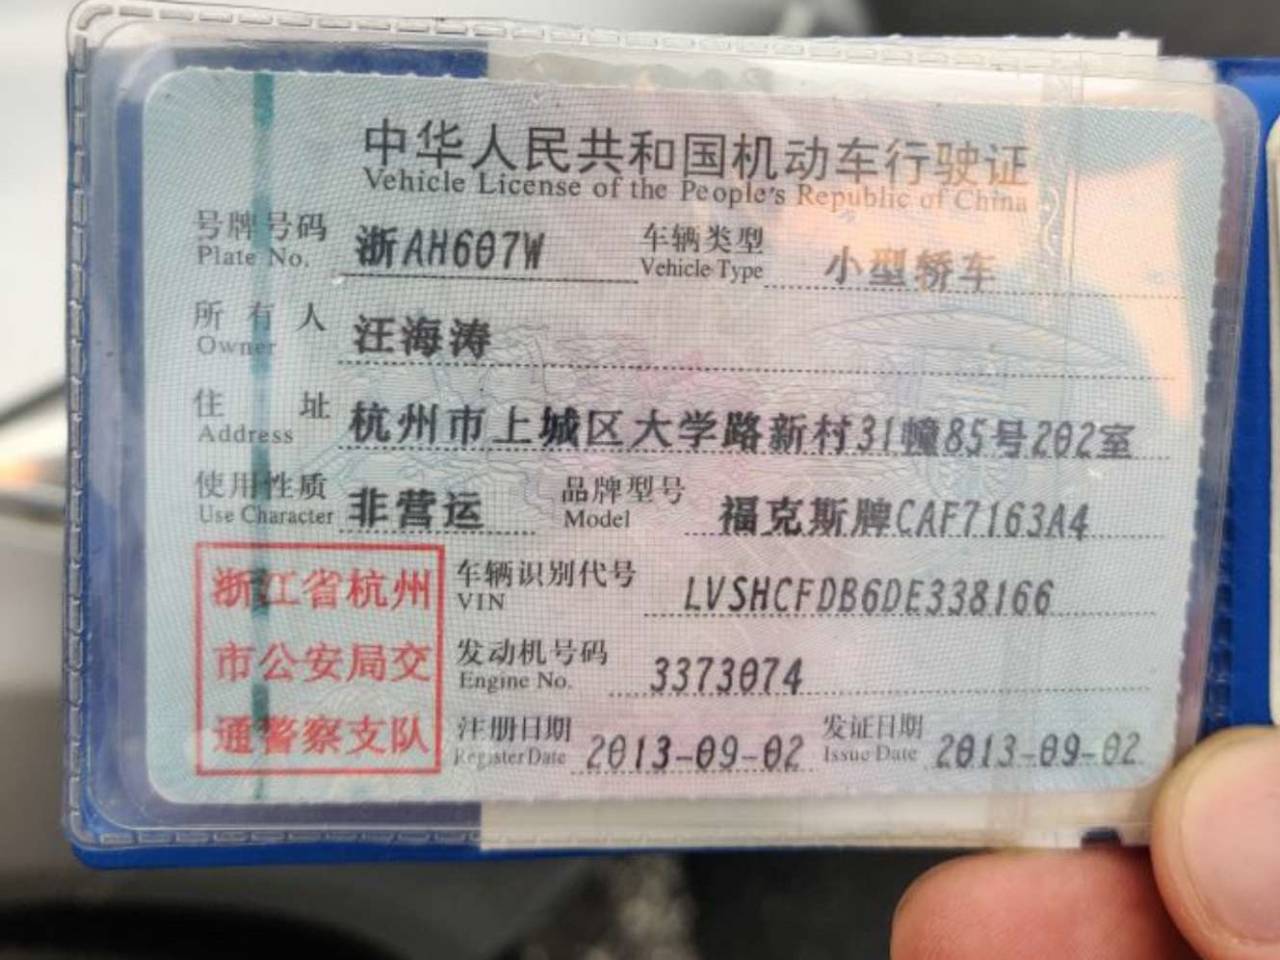 中华人民共和国机动车行驶证
Vehicle License of the People's Republic of China
号牌号码 浙AH607W 车辆类型 小型轿车
Plate No. Vehicle Type
所有人 汪海涛
Owner
住址 杭州市上城区大学路新村31幢85号202室
Address
使用性质 非营运 品牌型号 福克斯牌CAF7163A4
Use Character Model
浙江省杭州
市公安局交
通警察支队
车辆识别代号 LVSHCFDB6DE338166
VIN
发动机号码 3373074
Engine No.
注册日期 2013-09-02 发证日期 2013-09-02
Register Date Issue Date